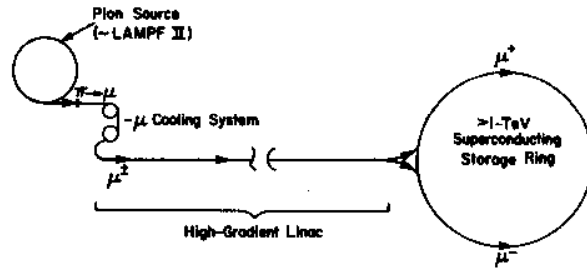 Pion Source
(~LAMPF II)
π→μ
-μ Cooling System
μ±
High-Gradient Linac
μ+
>1-TeV
Superconducting
Storage Ring
μ-